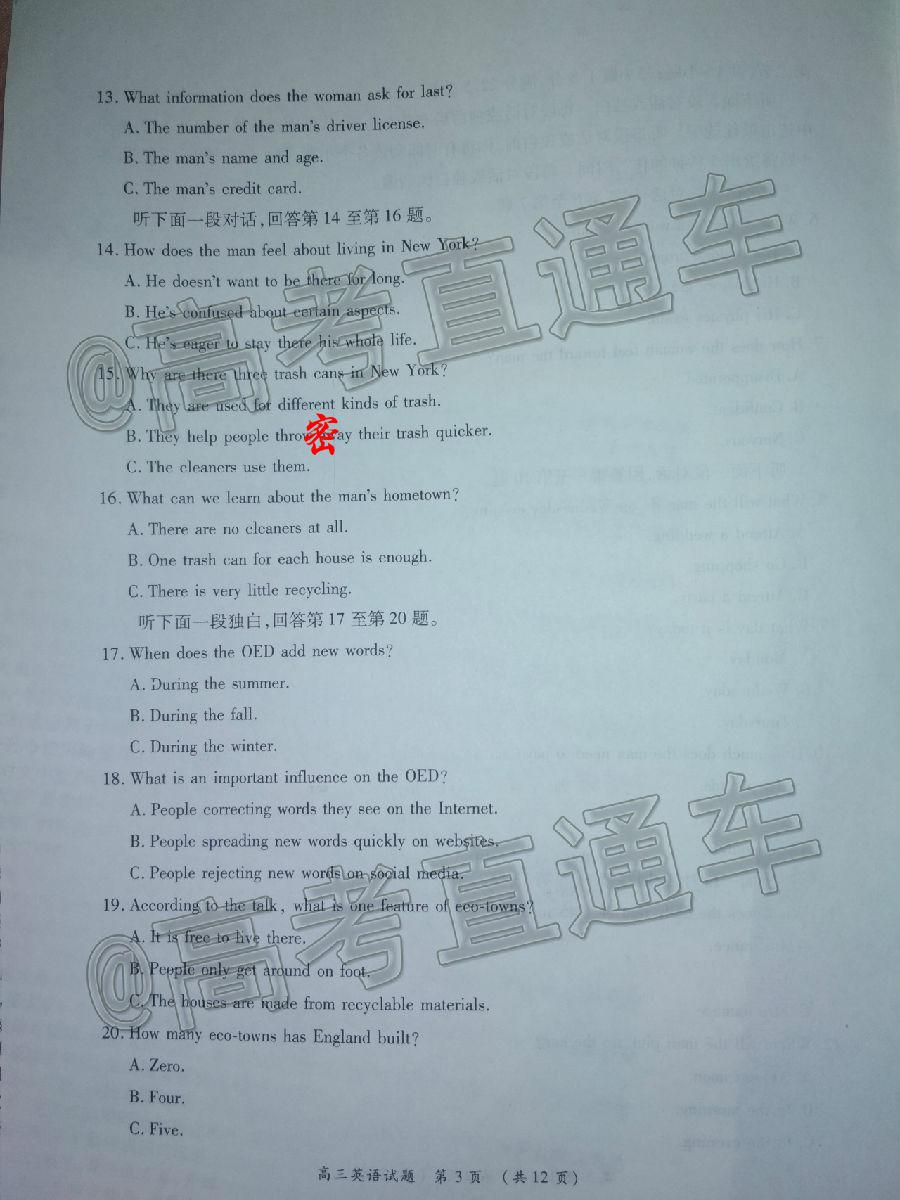 13. What information does the woman ask for last?
A. The number of the man's driver license.
B. The man's name and age.
C. The man's credit card.
听下面一段对话,回答第 14 至第 16 题。
14. How does the man feel about living in New York?
A. He doesn't want to be there for long.
B. He's confused about certain aspects.
C. He's eager to stay there his whole life.
15. Why are there three trash cans in New York?
A. They are used for different kinds of trash.
密
B. They help people throw away their trash quicker.
C. The cleaners use them.
16. What can we learn about the man's hometown?
A. There are no cleaners at all.
B. One trash can for each house is enough.
C. There is very little recycling.
听下面一段独白,回答第 17 至第 20 题。
17. When does the OED add new words?
A. During the summer.
B. During the fall.
C. During the winter.
18. What is an important influence on the OED?
A. People correcting words they see on the Internet.
B. People spreading new words quickly on websites.
C. People rejecting new words on social media.
19. According to the talk, what is one feature of eco-towns?
A. It is free to live there.
B. People only get around on foot.
C. The houses are made from recyclable materials.
20. How many eco-towns has England built?
A. Zero.
B. Four.
C. Five.
高三英语试题 第 3 页 (共 12 页)
@高考直通车
@高考直通车